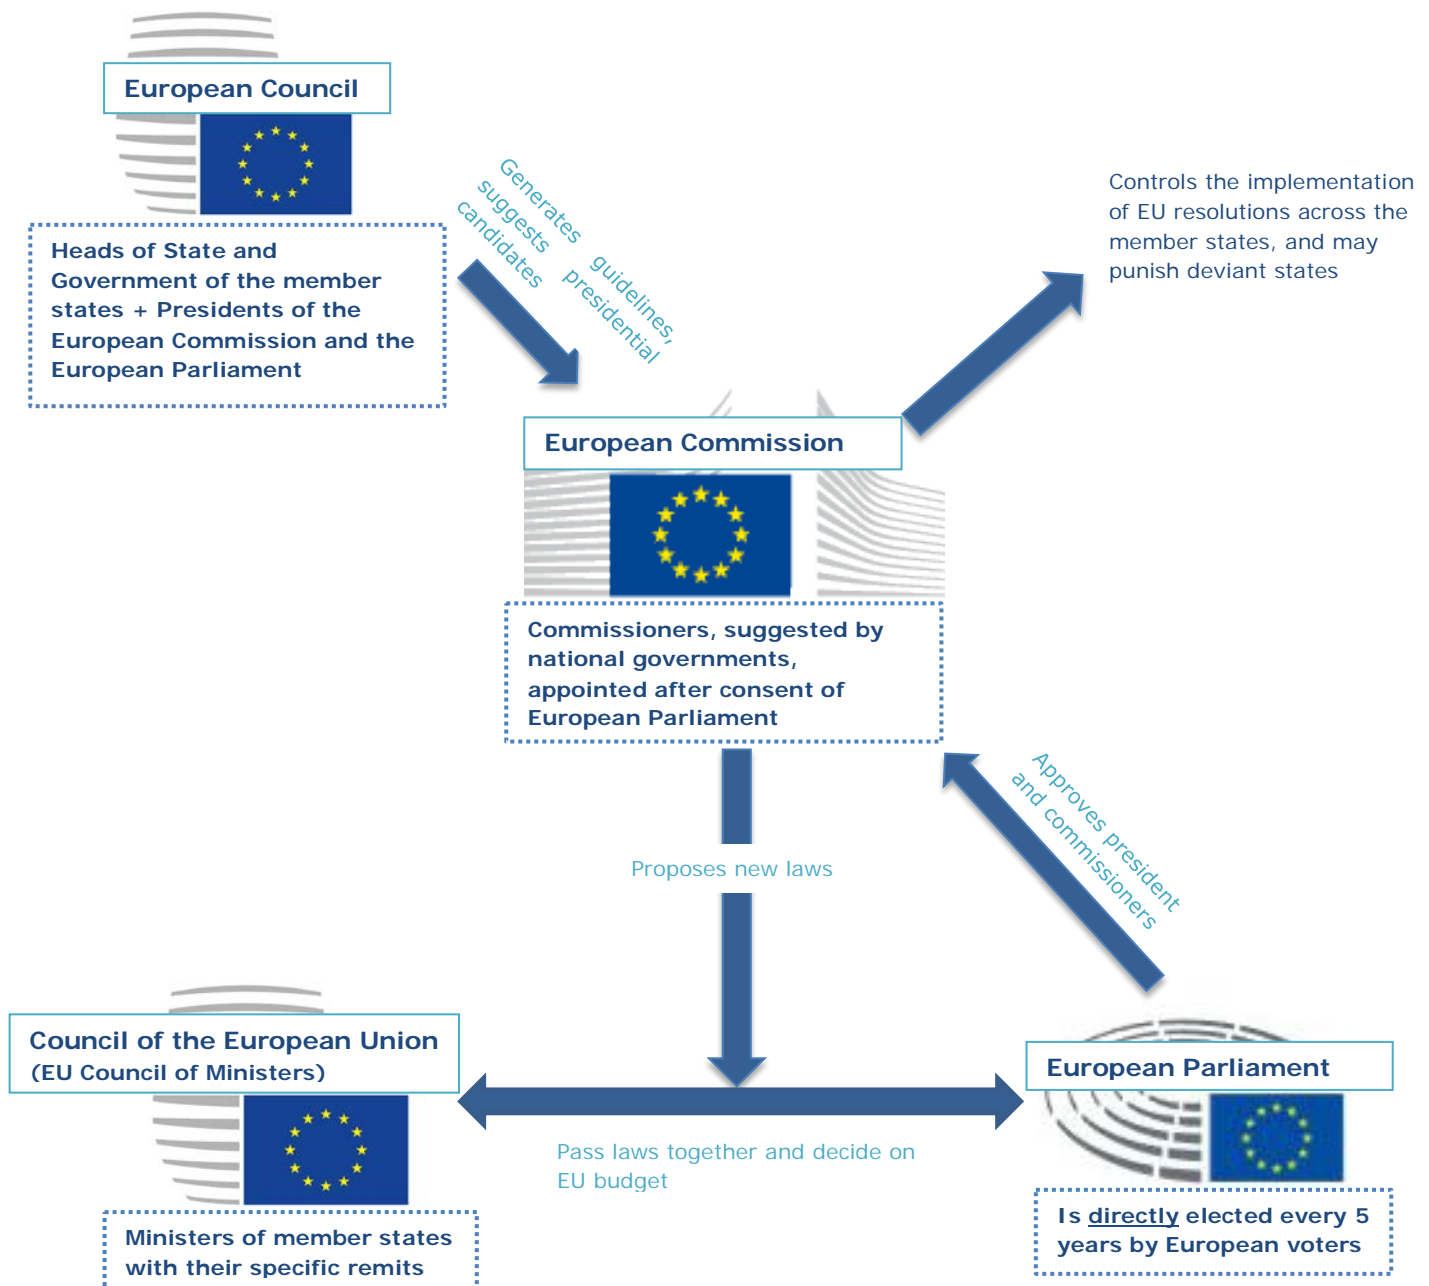 European Council
Heads of State and
Government of the member
states + Presidents of the
European Commission and the
European Parliament
Generates guidelines,
suggests presidential
candidates
Controls the implementation
of EU resolutions across the
member states, and may
punish deviant states
European Commission
Commissioners, suggested by
national governments,
appointed after consent of
European Parliament
Approves president
and commissioners
Proposes new laws
Council of the European Union
(EU Council of Ministers)
European Parliament
Pass laws together and decide on
EU budget
Ministers of member states
with their specific remits
Is directly elected every 5
years by European voters